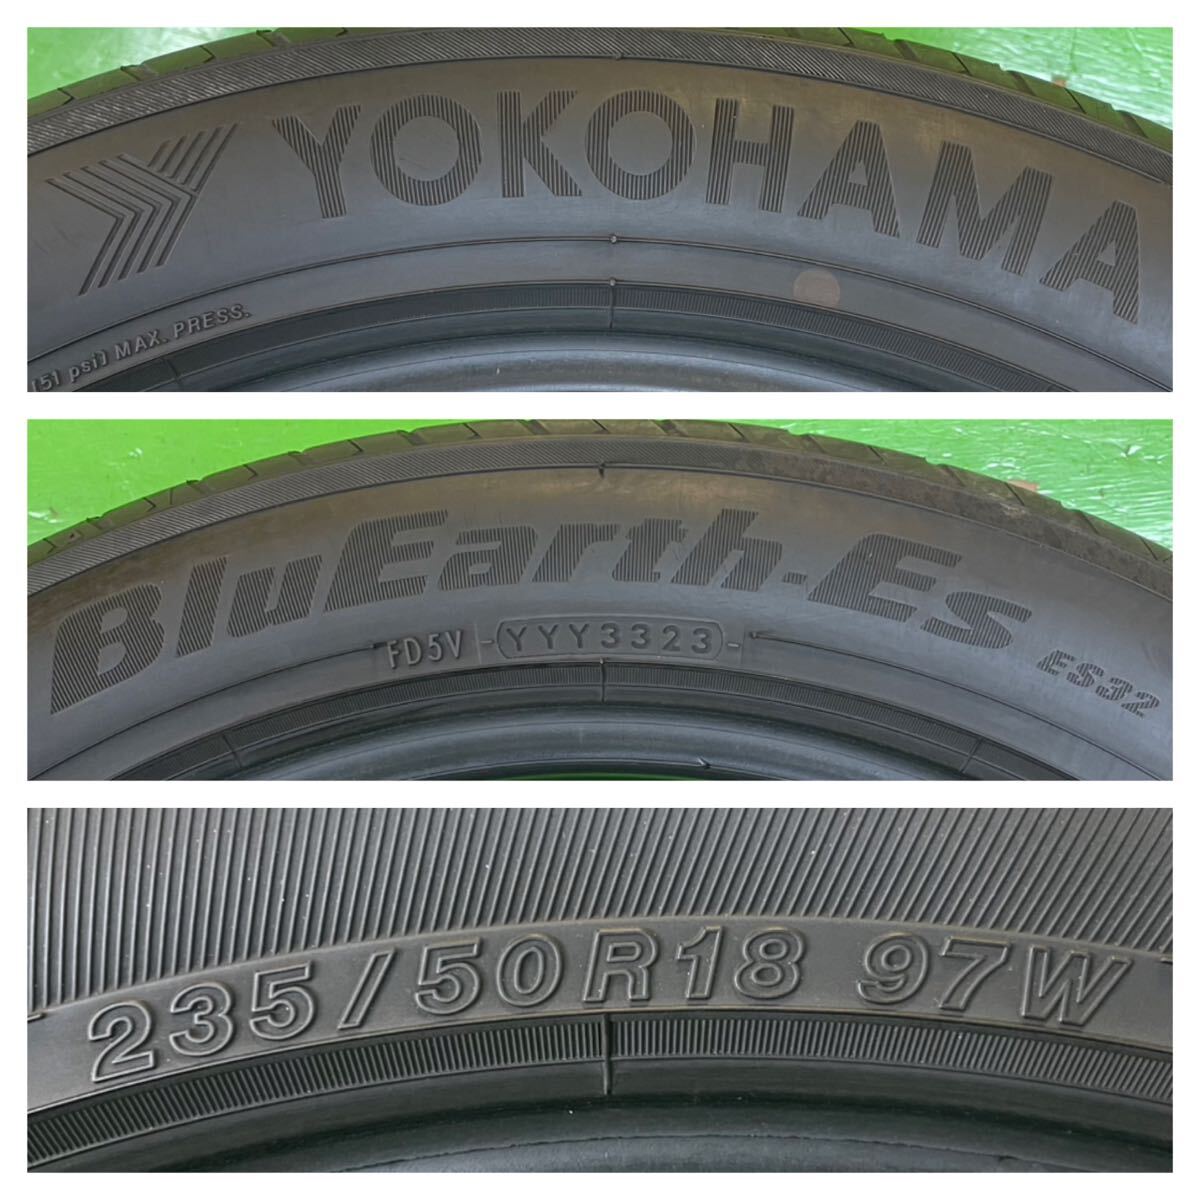 YOKOHAMA
(51 psi) MAX. PRESS.
BluEarth-Es ES32
FD5V YYY3323
235/50R18 97W